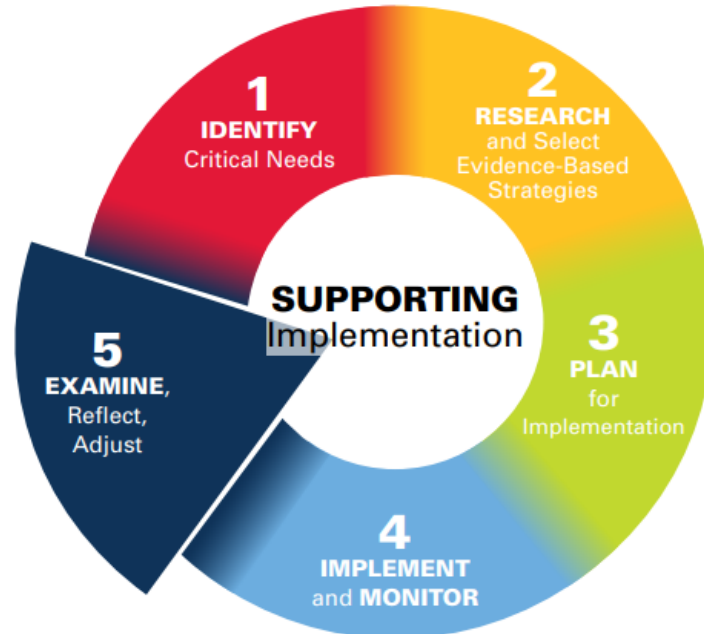 1
IDENTIFY
Critical Needs
2
RESEARCH
and Select
Evidence-Based
Strategies
3
PLAN
for
Implementation
4
IMPLEMENT
and MONITOR
5
EXAMINE,
Reflect,
Adjust
SUPPORTING
Implementation